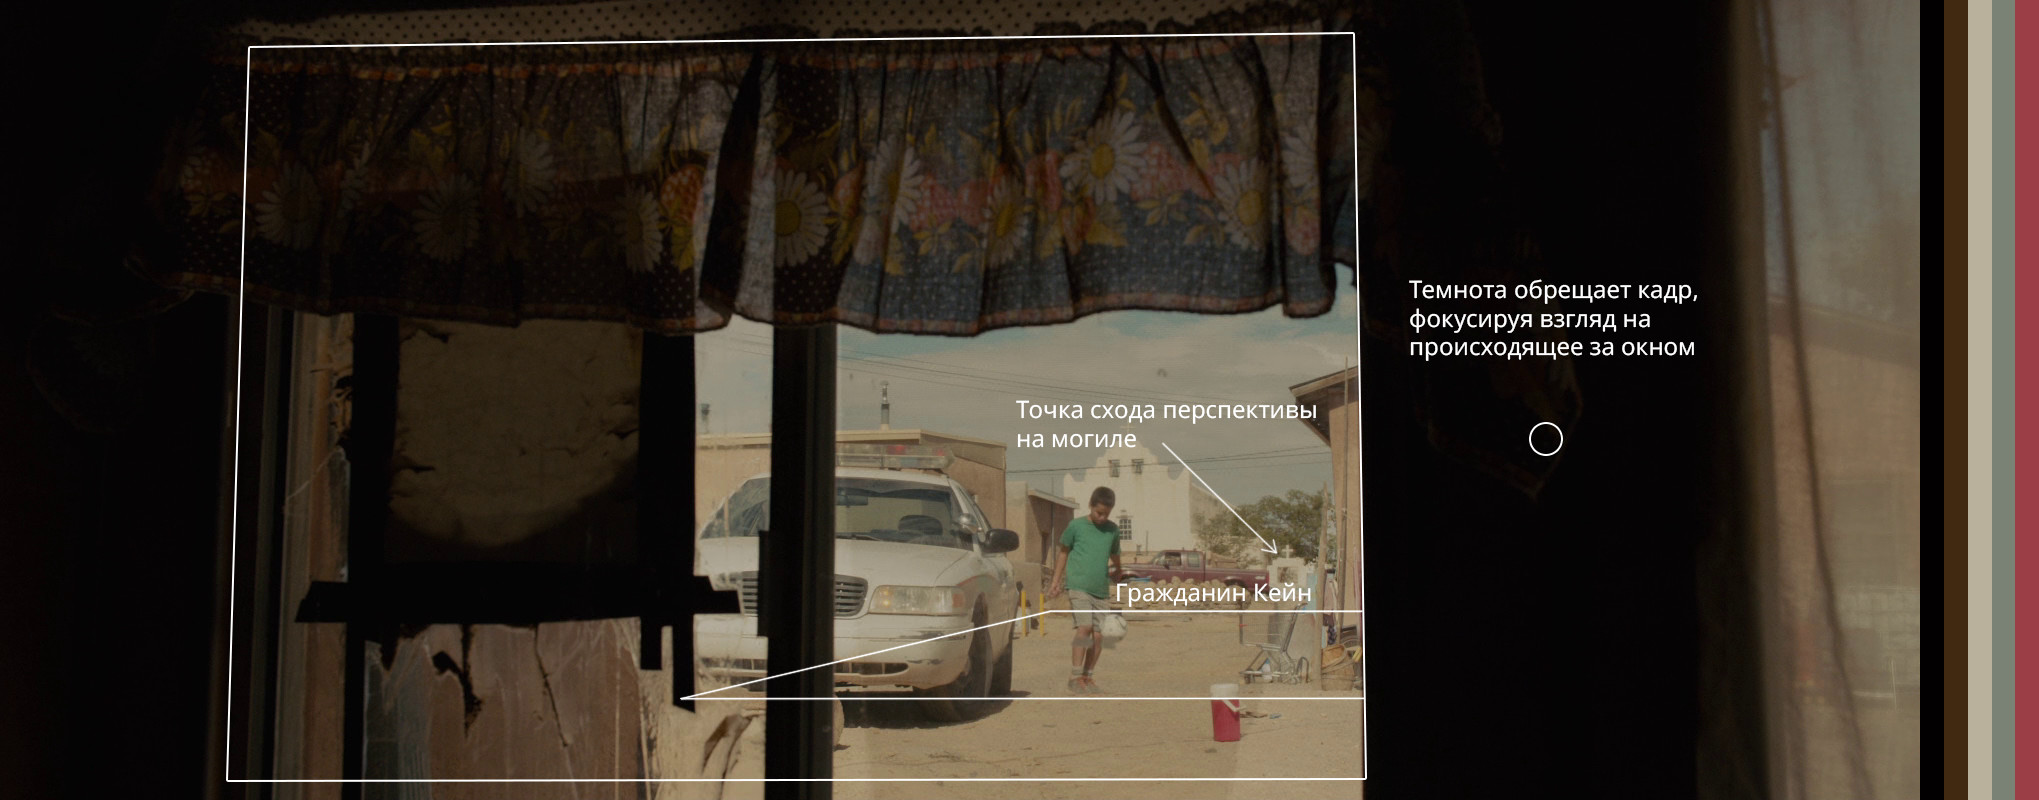 Темнота обрещает кадр,
фокусируя взгляд на
происходящее за окном
Точка схода перспективы
на могиле
Гражданин Кейн